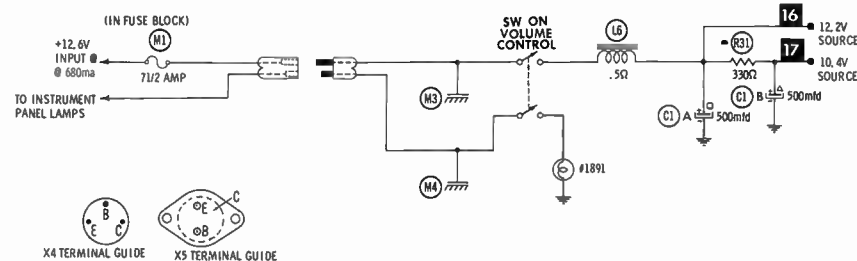 (IN FUSE BLOCK)
+12,6V
INPUT @
@ 680ma
M1
71/2 AMP
TO INSTRUMENT
PANEL LAMPS
M3
M4
SW ON
VOLUME
CONTROL
L6
.5Ω
#1891
16
12,2V
SOURCE
R31
330Ω
17
10,4V
SOURCE
C1 A
500mfd
C1 B
500mfd
B
E C
X4 TERMINAL GUIDE
E
B
C
X5 TERMINAL GUIDE